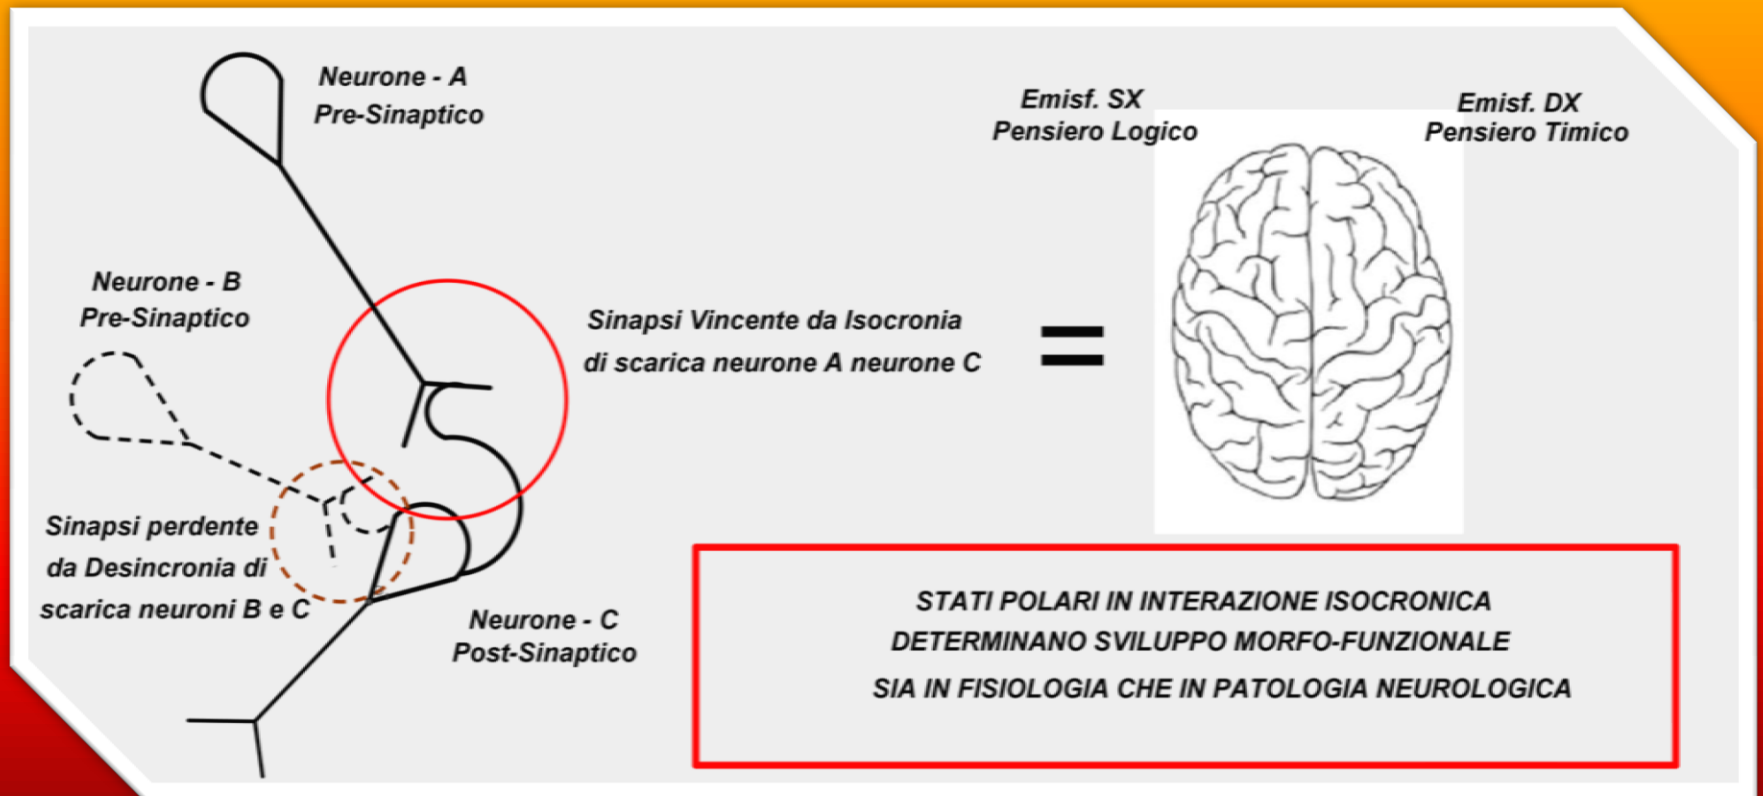 Neurone - A
Pre-Sinaptico
Emisf. SX
Pensiero Logico
Emisf. DX
Pensiero Timico
Neurone - B
Pre-Sinaptico
Sinapsi Vincente da Isocronia
di scarica neurone A neurone C
=
Sinapsi perdente
da Desincronia di
scarica neuroni B e C
Neurone - C
Post-Sinaptico
STATI POLARI IN INTERAZIONE ISOCRONICA
DETERMINANO SVILUPPO MORFO-FUNZIONALE
SIA IN FISIOLOGIA CHE IN PATOLOGIA NEUROLOGICA